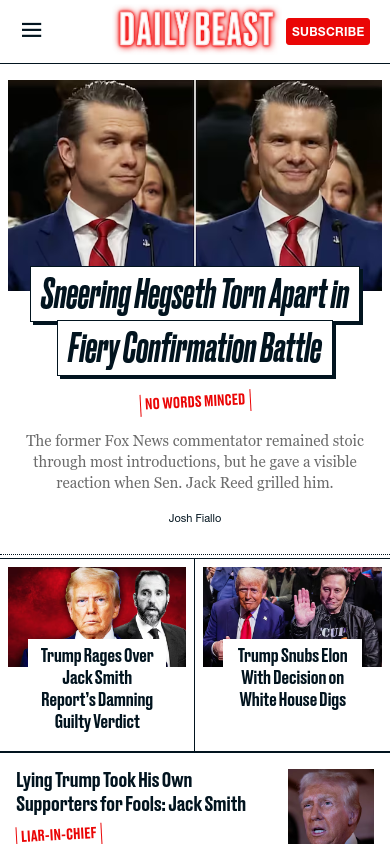 DAILY BEAST
SUBSCRIBE
Sneering Hegseth Torn Apart in
Fiery Confirmation Battle
NO WORDS MINCED
The former Fox News commentator remained stoic
through most introductions, but he gave a visible
reaction when Sen. Jack Reed grilled him.
Josh Fiallo
Trump Rages Over
Jack Smith
Report’s Damning
Guilty Verdict
Trump Snubs Elon
With Decision on
White House Digs
Lying Trump Took His Own
Supporters for Fools: Jack Smith
LIAR-IN-CHIEF